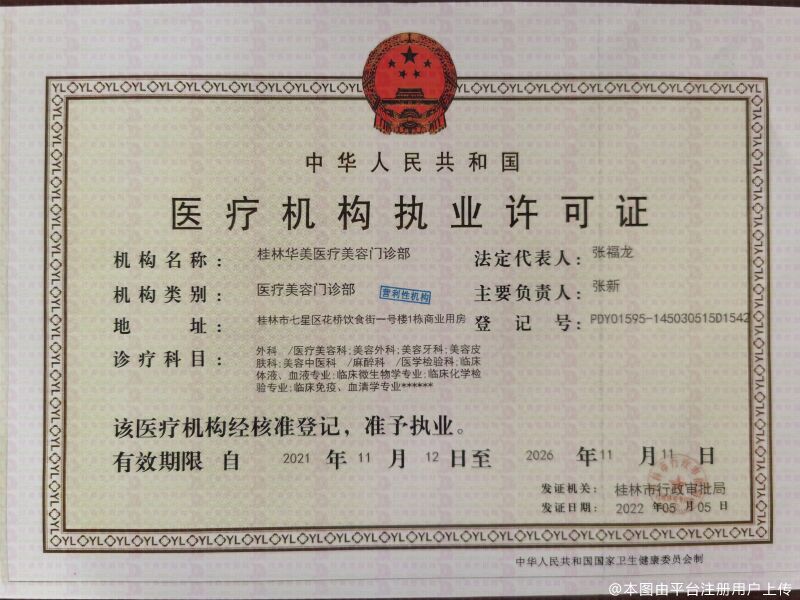 中华人民共和国
医疗机构执业许可证
机构名称： 桂林华美医疗美容门诊部 法定代表人： 张福龙
机构类别： 医疗美容门诊部 营利性机构 主要负责人： 张新
地 址： 桂林市七星区花桥饮食街一号楼1栋商业用房 登 记 号： PDY01595-145030515D1542
诊疗科目： 外科 /医疗美容科;美容外科;美容牙科;美容皮
肤科;美容中医科 /麻醉科 /医学检验科;临床
体液、血液专业;临床微生物学专业;临床化学检
验专业;临床免疫、血清学专业******
该医疗机构经核准登记，准予执业。
有效期限 自 2021 年 11 月 12 日至 2026 年 11 月 11 日
发证机关： 桂林市行政审批局
发证日期： 2022 年 05 月 05 日
中华人民共和国国家卫生健康委员会制
@本图由平台注册用户上传